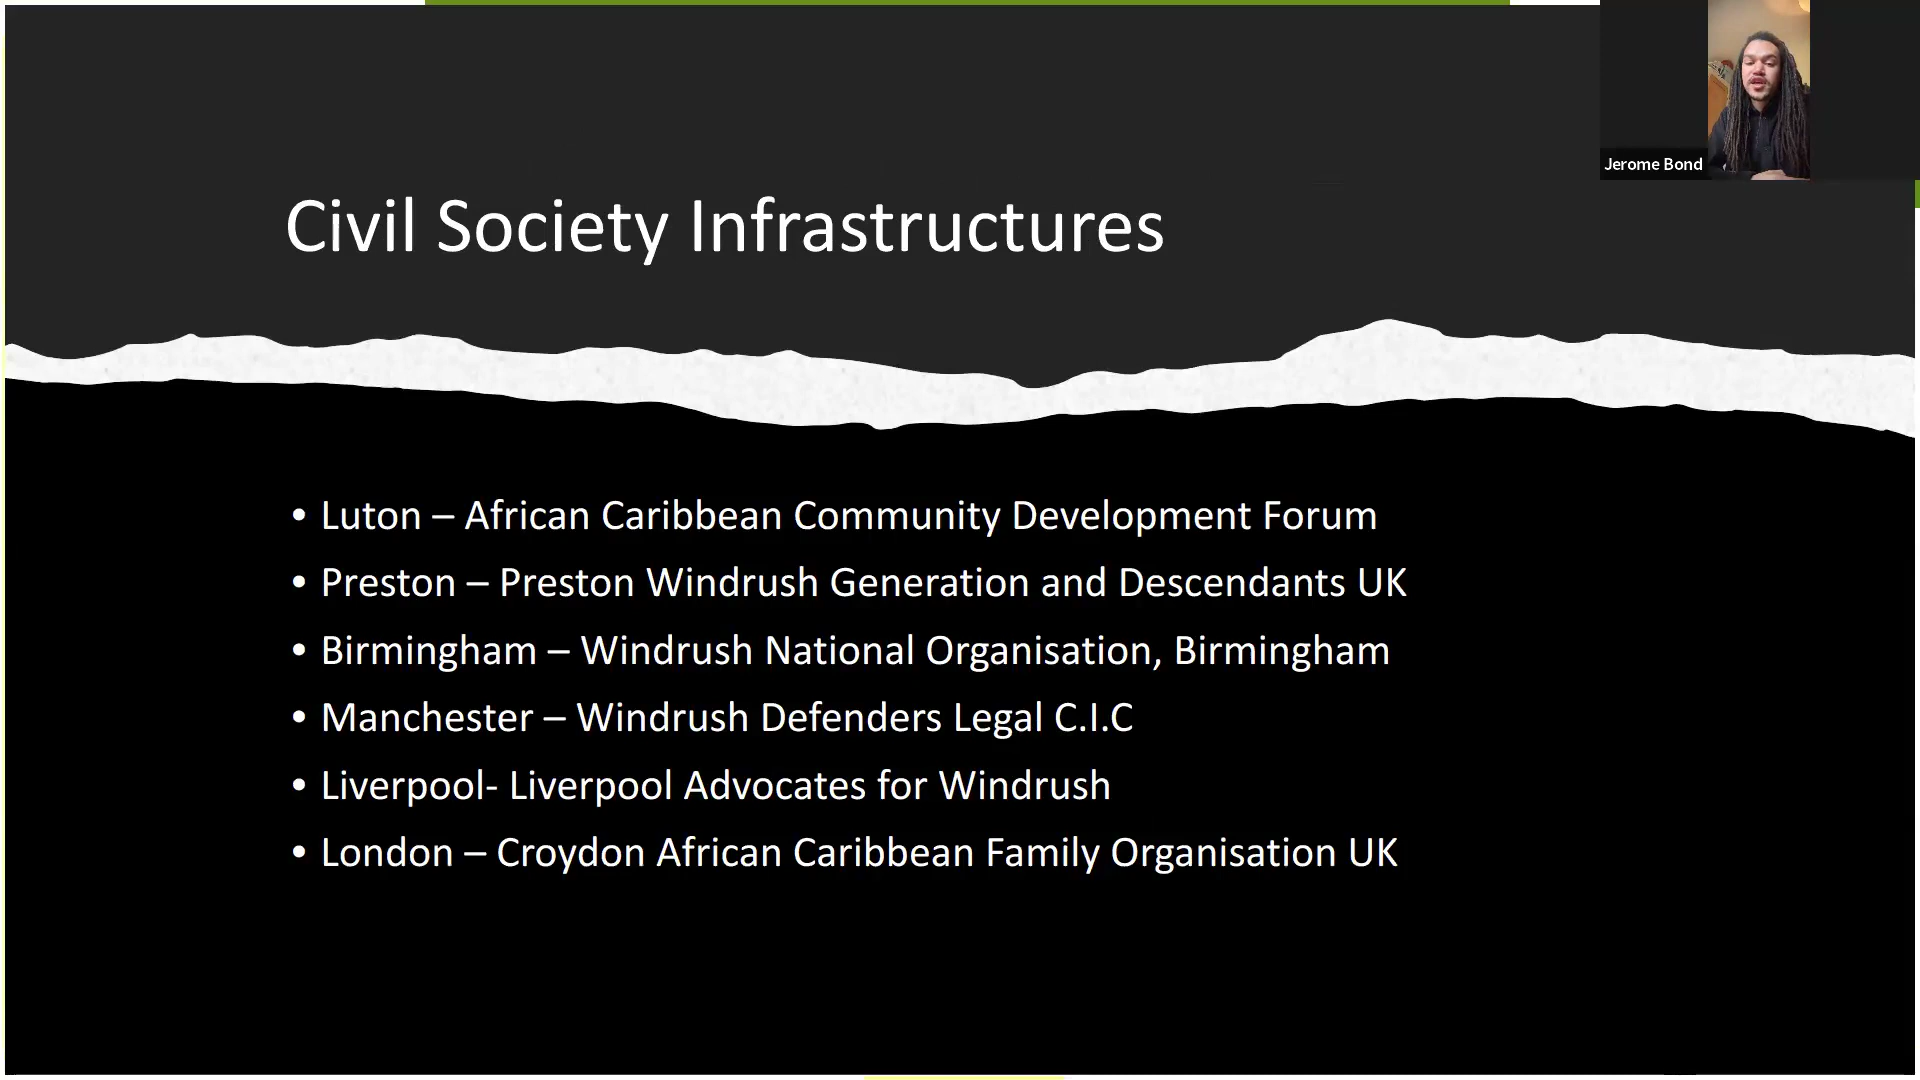 Jerome Bond
Civil Society Infrastructures
• Luton – African Caribbean Community Development Forum
• Preston – Preston Windrush Generation and Descendants UK
• Birmingham – Windrush National Organisation, Birmingham
• Manchester – Windrush Defenders Legal C.I.C
• Liverpool- Liverpool Advocates for Windrush
• London – Croydon African Caribbean Family Organisation UK